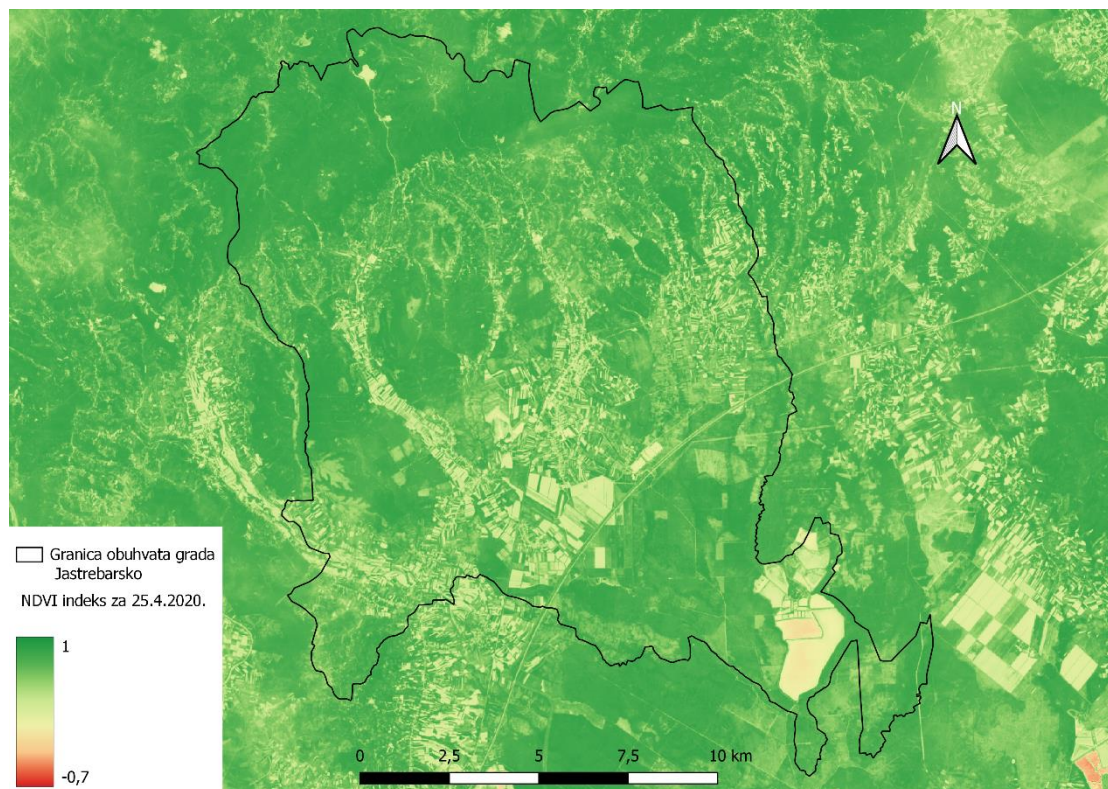 N
Granica obuhvata grada
Jastrebarsko
NDVI indeks za 25.4.2020.
1
-0,7
0 2,5 5 7,5 10 km